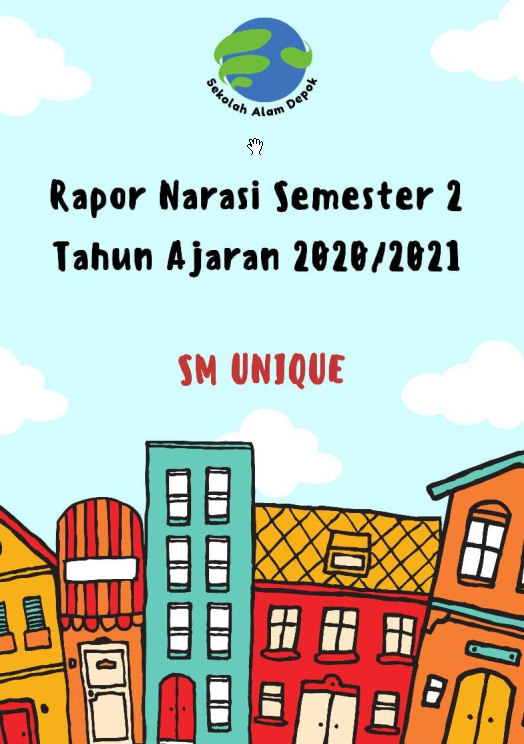 Sekolah Alam Depok
Rapor Narasi Semester 2
Tahun Ajaran 2020/2021
SM UNIQUE